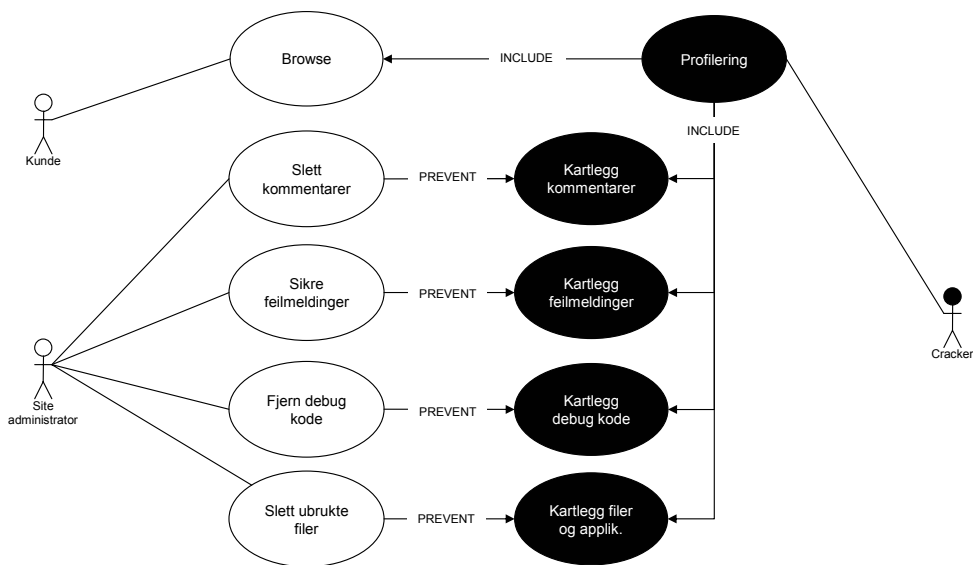 Browse
INCLUDE
Profilering
INCLUDE
Kunde
Slett
kommentarer
PREVENT
Kartlegg
kommentarer
Sikre
feilmeldinger
PREVENT
Kartlegg
feilmeldinger
Cracker
Site
administrator
Fjern debug
kode
PREVENT
Kartlegg
debug kode
Slett ubrukte
filer
PREVENT
Kartlegg filer
og applik.